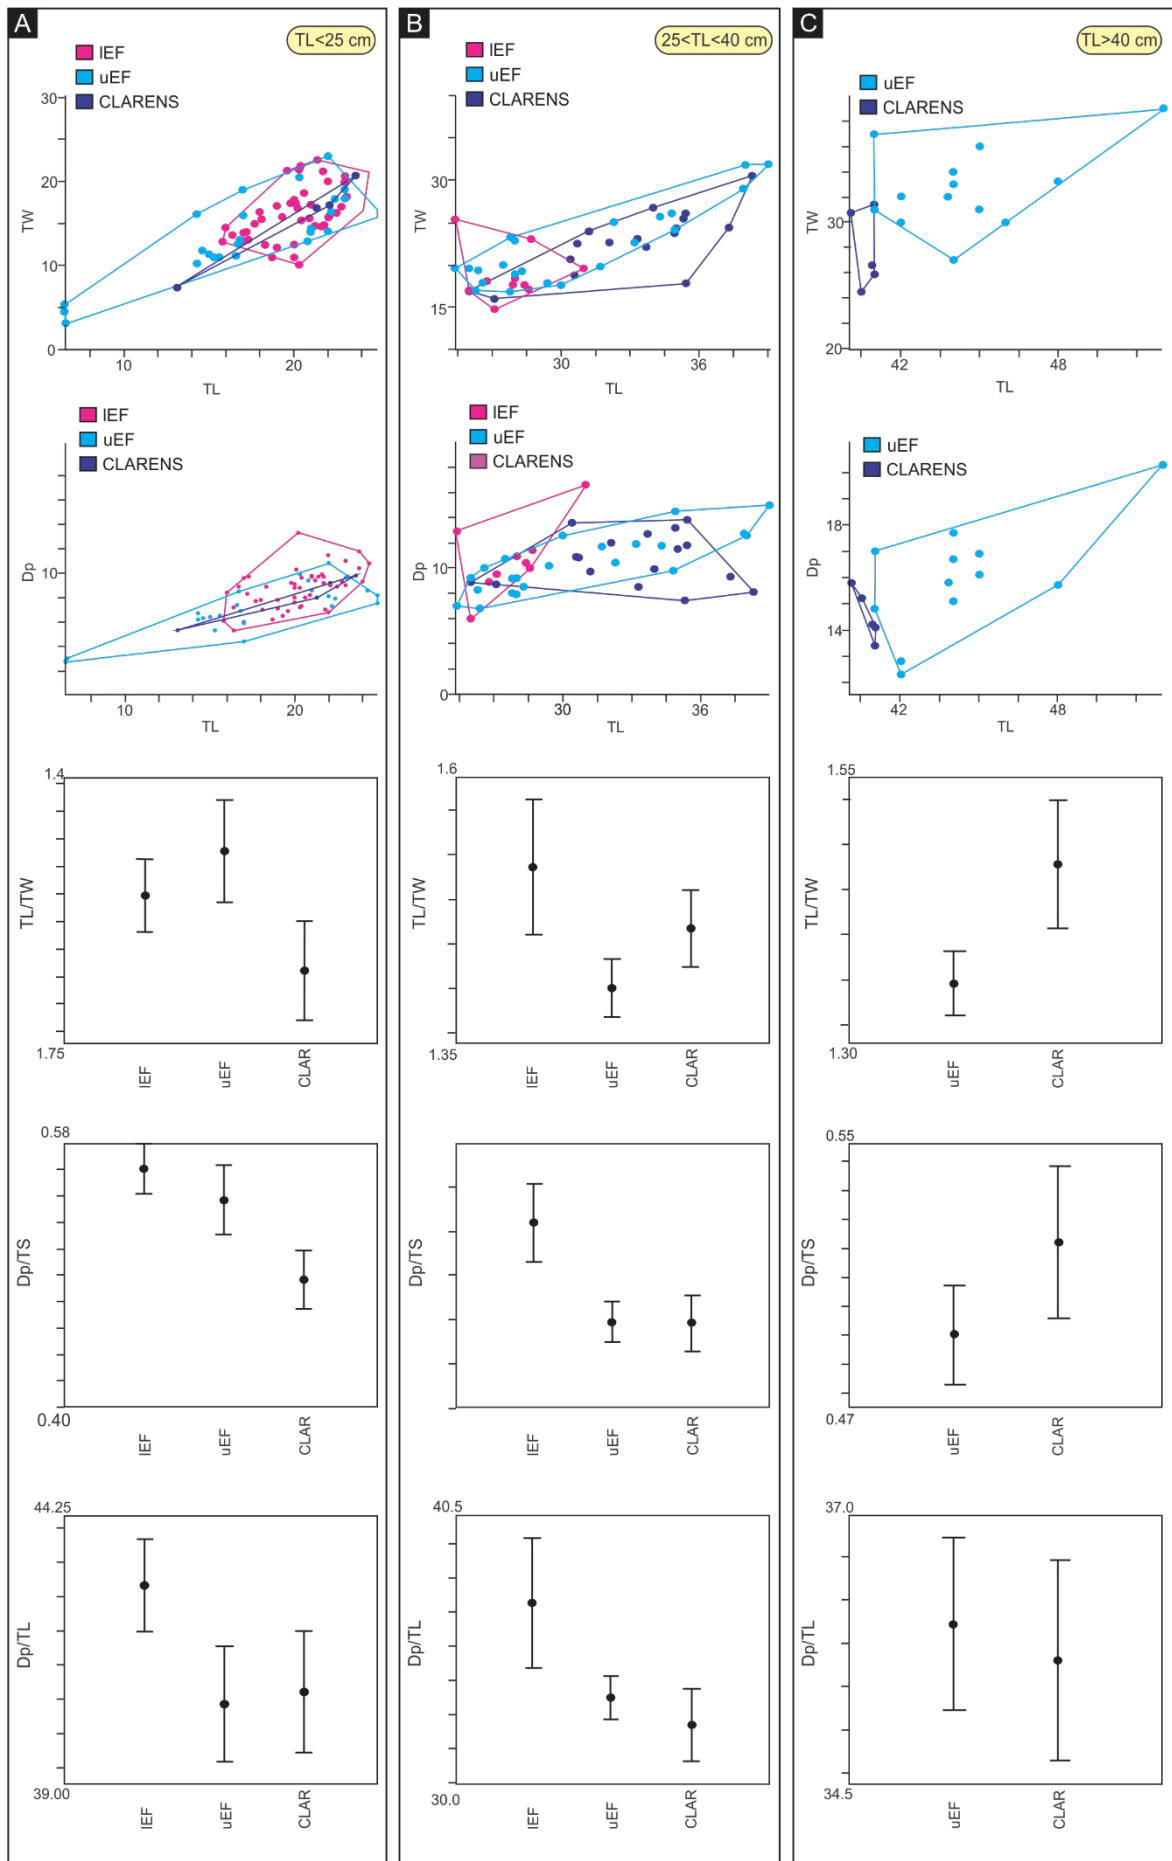 A
TL<25 cm
lEF
uEF
CLARENS
30
20
10
0
TW
10
20
TL
lEF
uEF
CLARENS
10
Dp
10
20
TL
1.4
TL/TW
1.75
lEF
uEF
CLAR
0.58
Dp/TS
0.40
lEF
uEF
CLAR
44.25
Dp/TL
39.00
lEF
uEF
CLAR
B
25<TL<40 cm
lEF
uEF
CLARENS
30
TW
15
30
36
TL
lEF
uEF
CLARENS
10
Dp
0
30
36
TL
1.6
TL/TW
1.35
lEF
uEF
CLAR
Dp/TS
lEF
uEF
CLAR
40.5
Dp/TL
30.0
lEF
uEF
CLAR
C
TL>40 cm
uEF
CLARENS
TW
30
20
42
48
TL
uEF
CLARENS
18
Dp
14
42
48
TL
1.55
TL/TW
1.30
uEF
CLAR
0.55
Dp/TS
0.47
uEF
CLAR
37.0
Dp/TL
34.5
uEF
CLAR